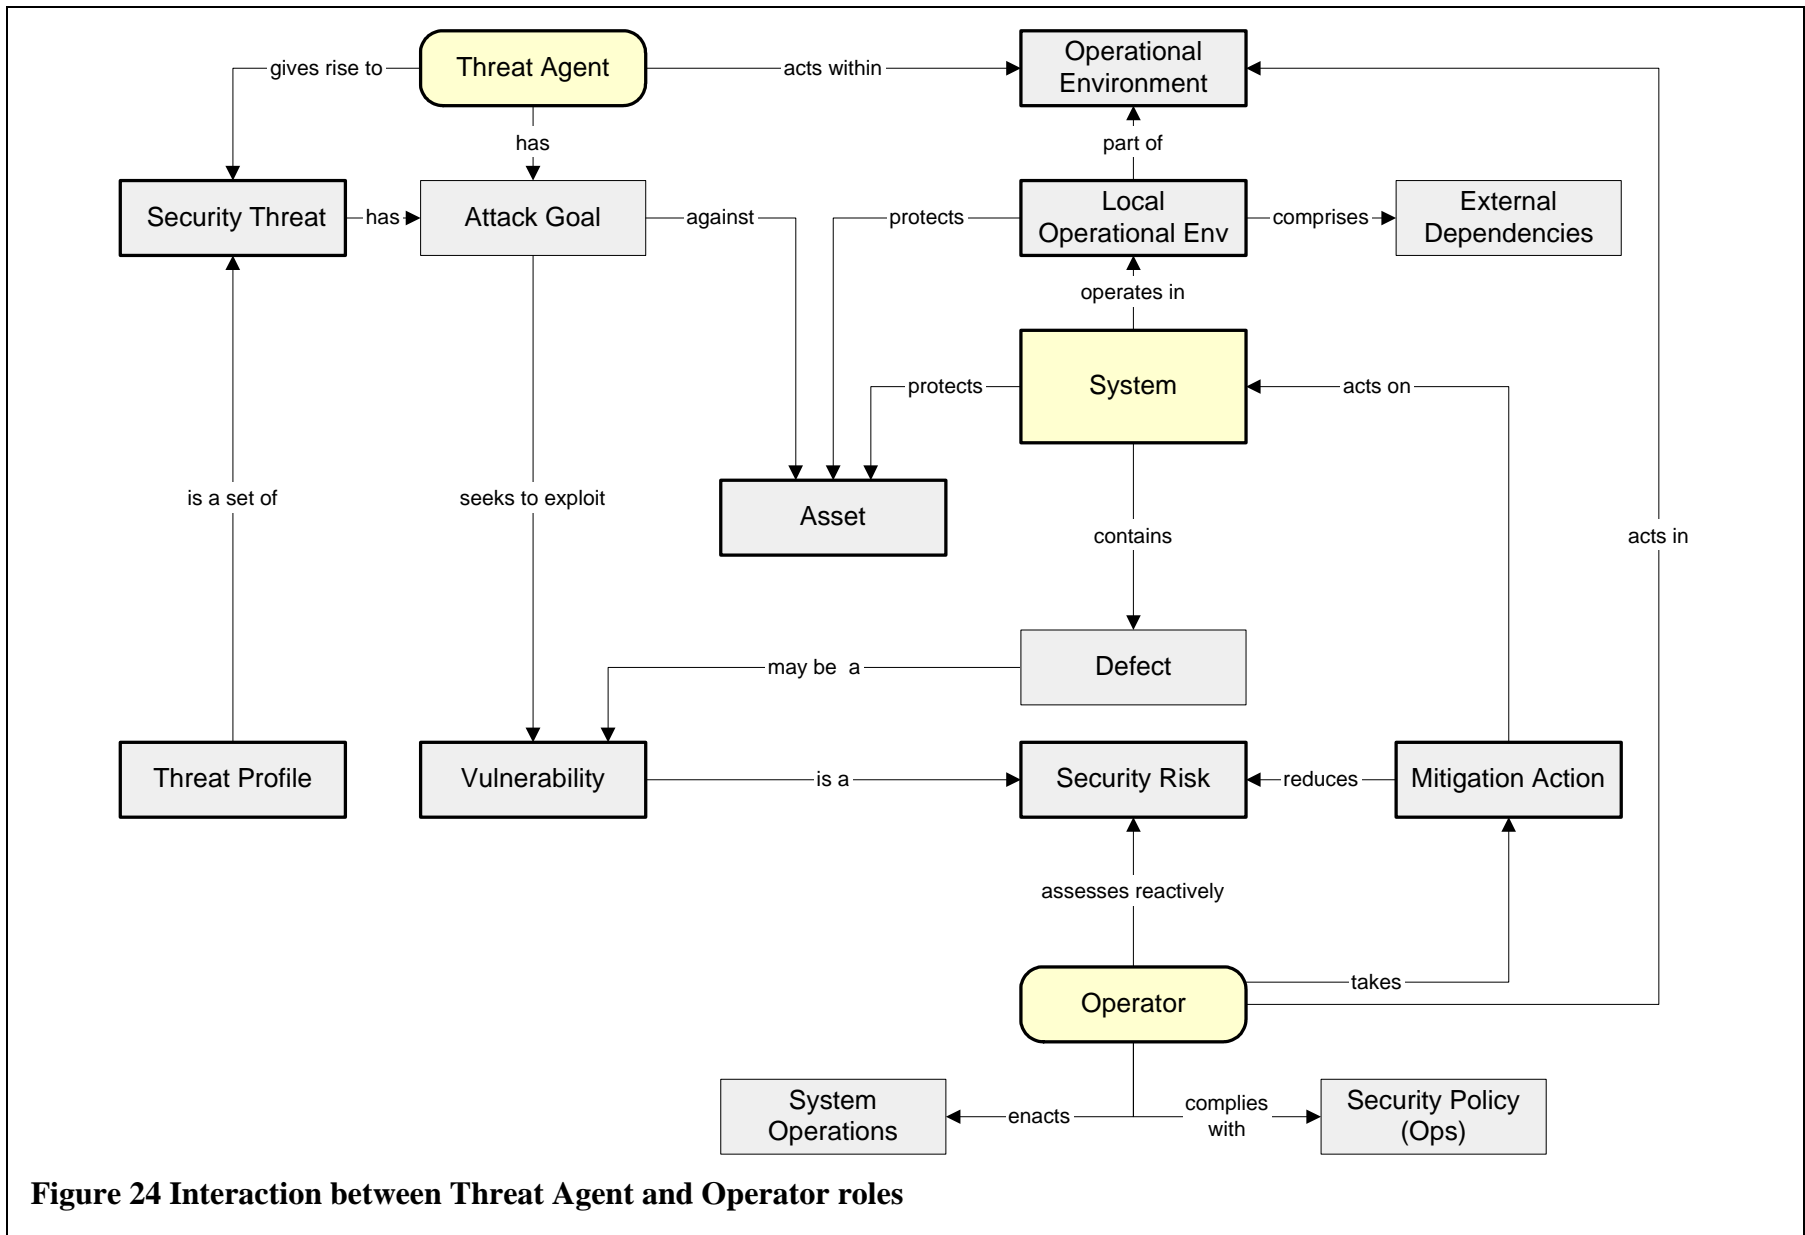 gives rise to
Threat Agent
acts within
Operational
Environment
has
part of
Security Threat
has
Attack Goal
against
protects
Local
Operational Env
comprises
External
Dependencies
operates in
protects
System
acts on
is a set of
seeks to exploit
Asset
contains
acts in
may be  a
Defect
Threat Profile
Vulnerability
is a
Security Risk
reduces
Mitigation Action
assesses reactively
takes
Operator
System
Operations
enacts
complies
with
Security Policy
(Ops)
Figure 24 Interaction between Threat Agent and Operator roles